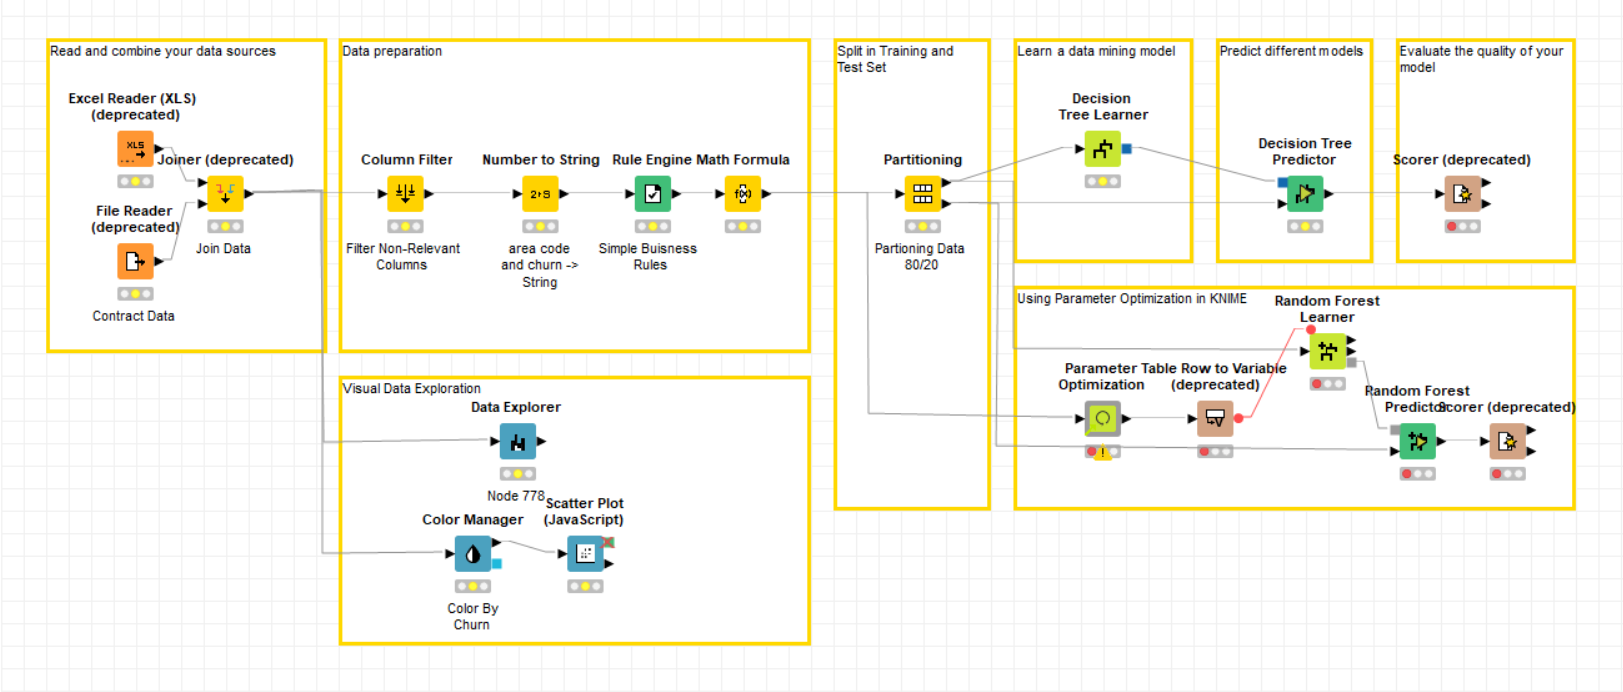 Read and combine your data sources
Excel Reader (XLS)
(deprecated)
XLS
Joiner (deprecated)
File Reader
(deprecated)
Join Data
Contract Data
Data preparation
Column Filter
Number to String
Rule Engine
Math Formula
2›S
f(x)
Filter Non-Relevant
Columns
area code
and churn ->
String
Simple Buisness
Rules
Visual Data Exploration
Data Explorer
Node 778
Color Manager
Scatter Plot
(JavaScript)
Color By
Churn
Split in Training and
Test Set
Partitioning
Partioning Data
80/20
Learn a data mining model
Decision
Tree Learner
Predict different models
Decision Tree
Predictor
Evaluate the quality of your
model
Scorer (deprecated)
Using Parameter Optimization in KNIME
Random Forest
Learner
Parameter
Optimization
Table Row to Variable
(deprecated)
Random Forest
Predictor
Scorer (deprecated)